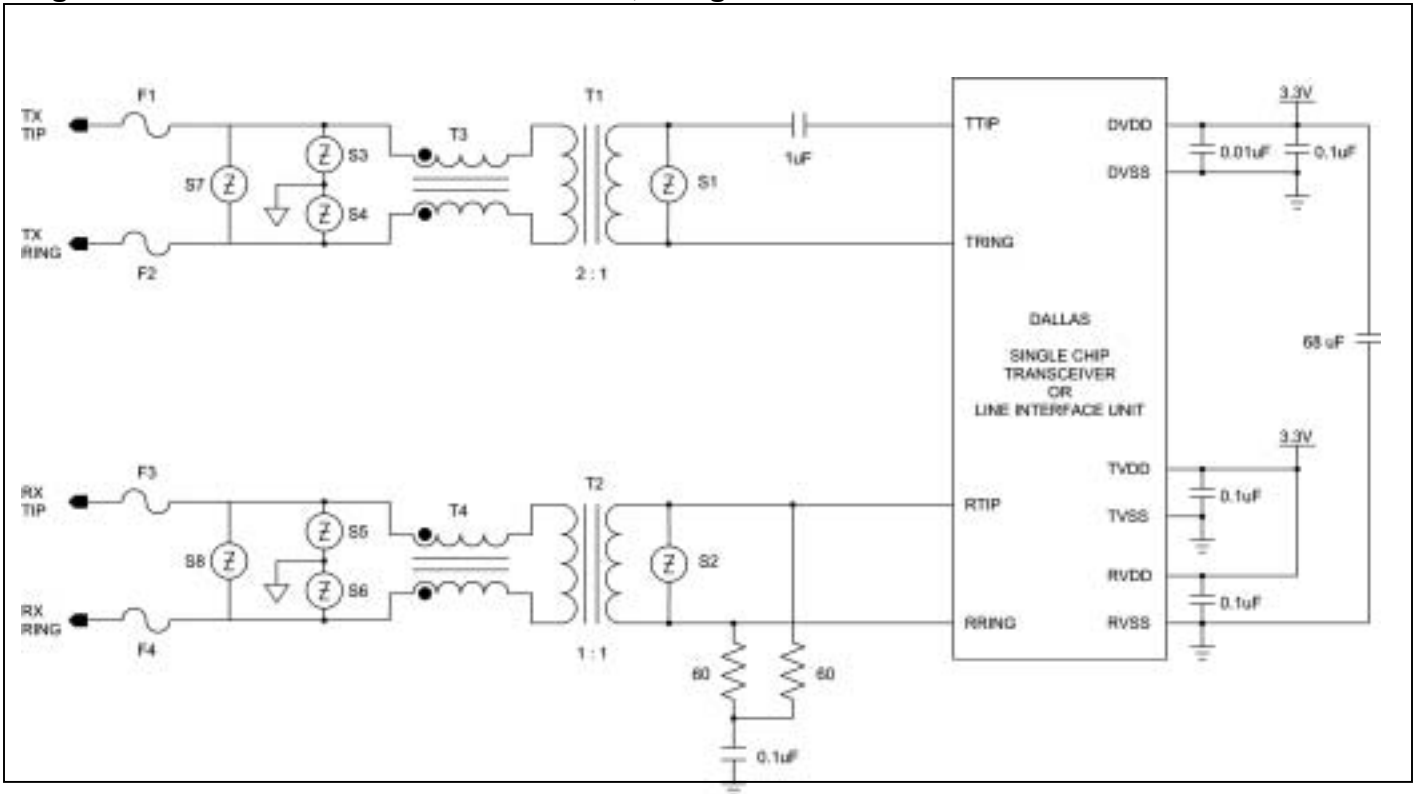 F1
T1
3.3V
TX
TIP
T3
TTIP
DVDD
S3
1uF
0.01uF
0.1uF
S7
S1
DVSS
S4
TX
RING
TRING
F2
2 : 1
DALLAS
SINGLE CHIP
TRANSCEIVER
OR
LINE INTERFACE UNIT
68 uF
3.3V
F3
T2
TVDD
RX
TIP
T4
RTIP
0.1uF
TVSS
S5
S8
S2
S6
RVDD
0.1uF
RX
RING
RRING
RVSS
F4
1 : 1
60
60
0.1uF